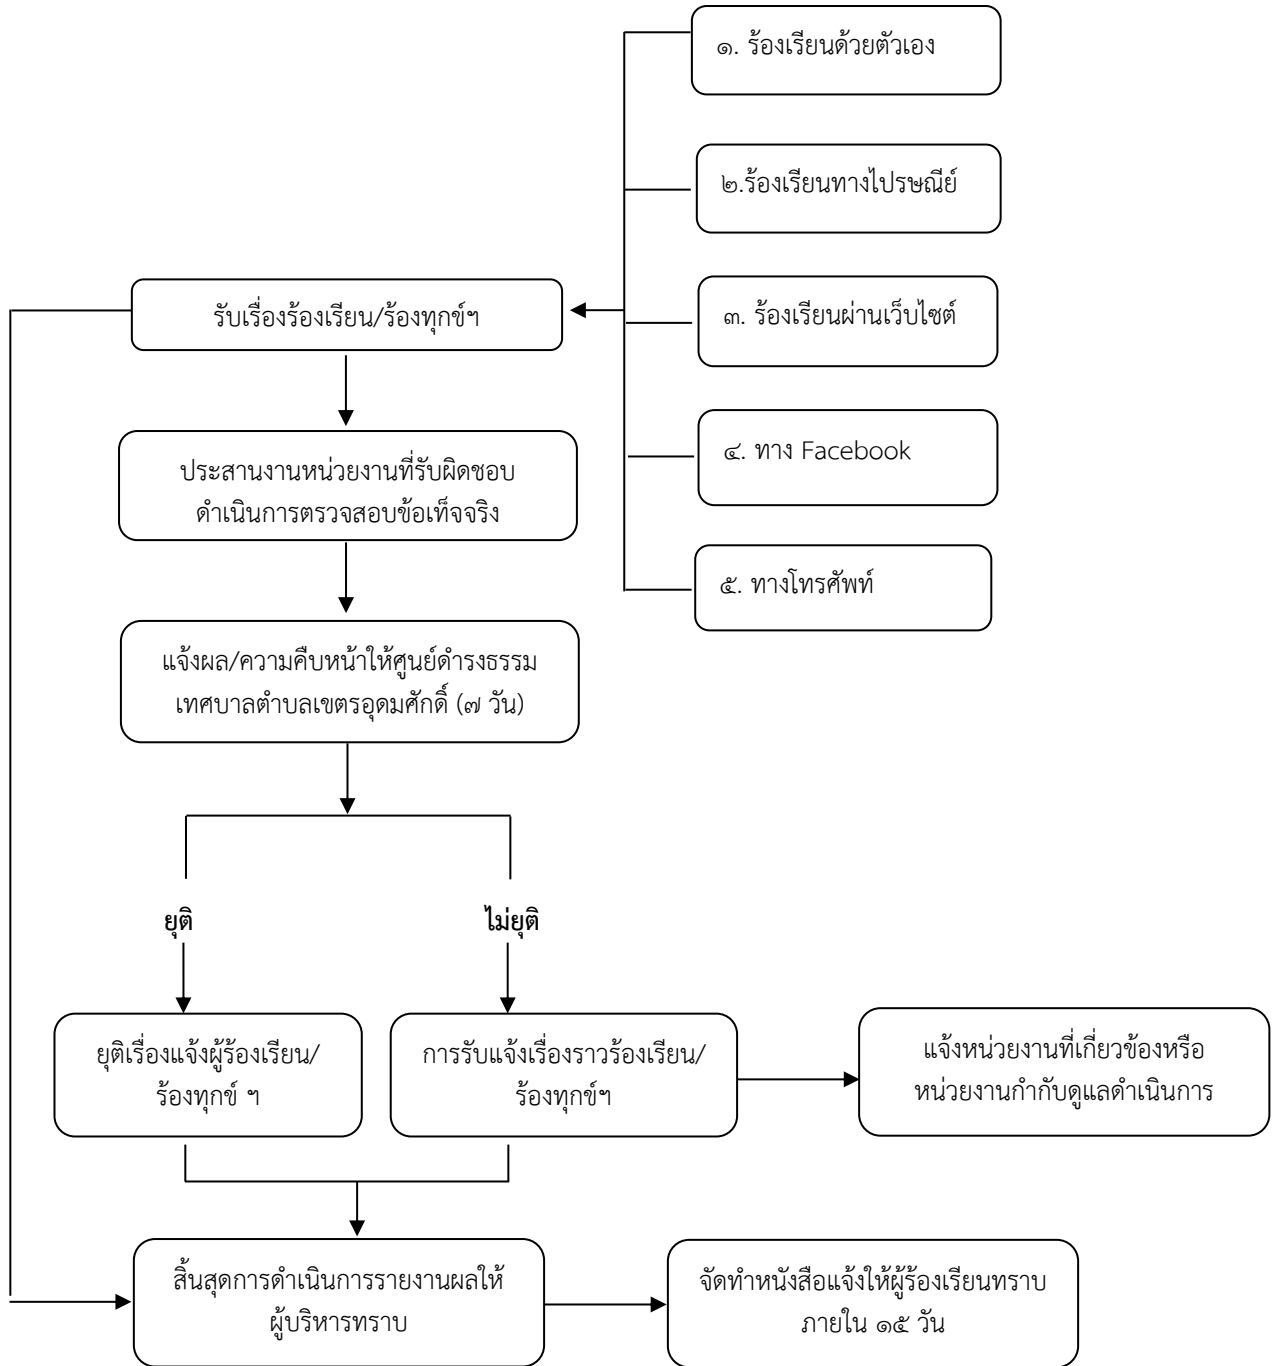 ๑. ร้องเรียนด้วยตัวเอง
๒.ร้องเรียนทางไปรษณีย์
๓. ร้องเรียนผ่านเว็บไซต์
๔. ทาง Facebook
๕. ทางโทรศัพท์
รับเรื่องร้องเรียน/ร้องทุกข์ฯ
ประสานงานหน่วยงานที่รับผิดชอบ
ดำเนินการตรวจสอบข้อเท็จจริง
แจ้งผล/ความคืบหน้าให้ศูนย์ดำรงธรรม
เทศบาลตำบลเขตรอุดมศักดิ์ (๗ วัน)
ยุติ
ไม่ยุติ
ยุติเรื่องแจ้งผู้ร้องเรียน/
ร้องทุกข์ ฯ
การรับแจ้งเรื่องราวร้องเรียน/
ร้องทุกข์ฯ
แจ้งหน่วยงานที่เกี่ยวข้องหรือ
หน่วยงานกำกับดูแลดำเนินการ
สิ้นสุดการดำเนินการรายงานผลให้
ผู้บริหารทราบ
จัดทำหนังสือแจ้งให้ผู้ร้องเรียนทราบ
ภายใน ๑๕ วัน